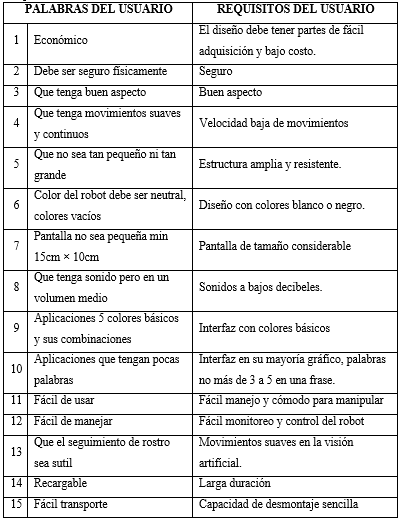 PALABRAS DEL USUARIO REQUISITOS DEL USUARIO
1 Económico El diseño debe tener partes de fácil adquisición y bajo costo.
2 Debe ser seguro físicamente Seguro
3 Que tenga buen aspecto Buen aspecto
4 Que tenga movimientos suaves y continuos Velocidad baja de movimientos
5 Que no sea tan pequeño ni tan grande Estructura amplia y resistente.
6 Color del robot debe ser neutral, colores vacíos Diseño con colores blanco o negro.
7 Pantalla no sea pequeña min 15cm × 10cm Pantalla de tamaño considerable
8 Que tenga sonido pero en un volumen medio Sonidos a bajos decibeles.
9 Aplicaciones 5 colores básicos y sus combinaciones Interfaz con colores básicos
10 Aplicaciones que tengan pocas palabras Interfaz en su mayoría gráfico, palabras no más de 3 a 5 en una frase.
11 Fácil de usar Fácil manejo y cómodo para manipular
12 Fácil de manejar Fácil monitoreo y control del robot
13 Que el seguimiento de rostro sea sutil Movimientos suaves en la visión artificial.
14 Recargable Larga duración
15 Fácil transporte Capacidad de desmontaje sencilla